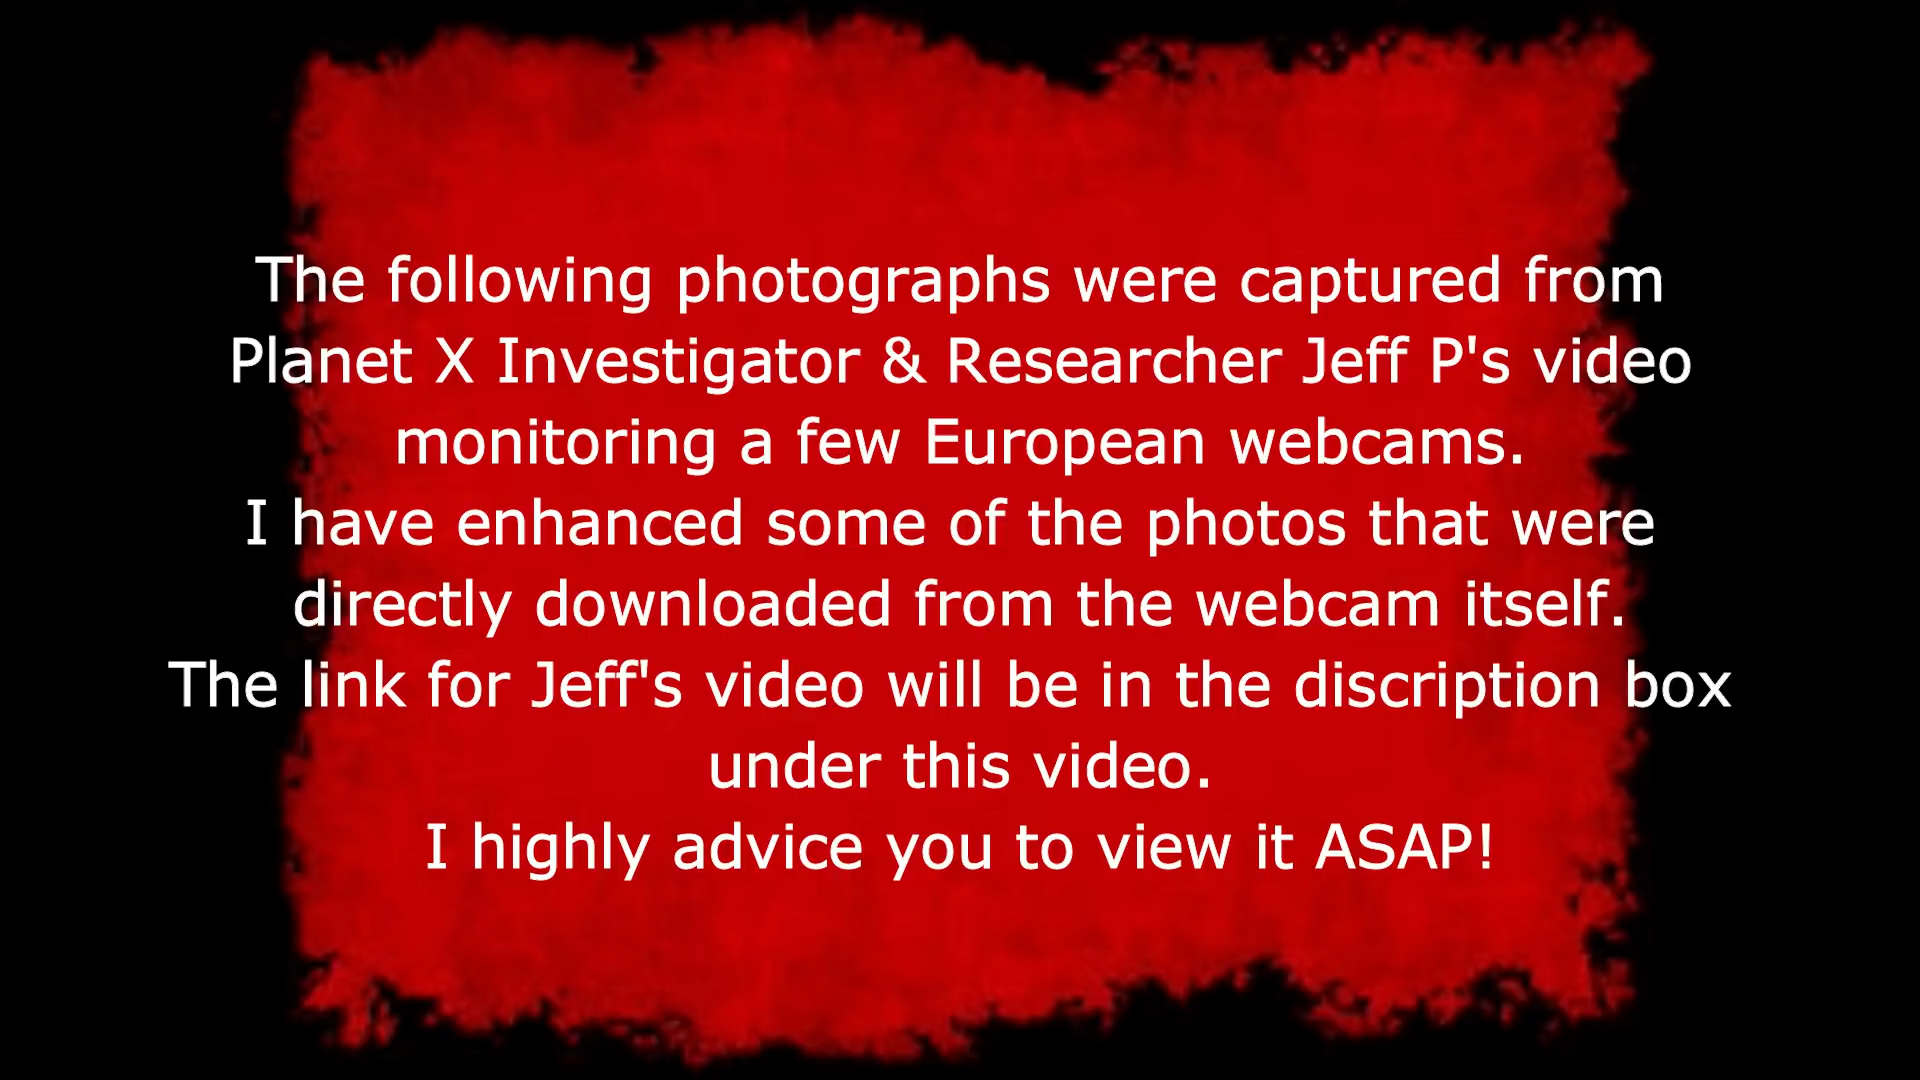 The following photographs were captured from
Planet X Investigator & Researcher Jeff P's video
monitoring a few European webcams.
I have enhanced some of the photos that were
directly downloaded from the webcam itself.
The link for Jeff's video will be in the discription box
under this video.
I highly advice you to view it ASAP!